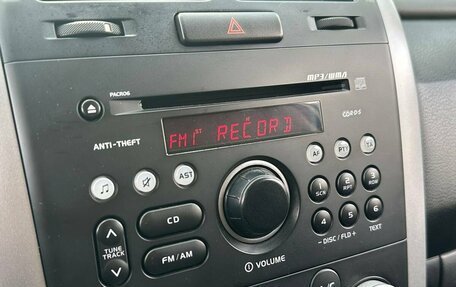 PACROS
MP3/WMA
ANTI-THEFT
FM1 ST RECORD
AF PTY TA
AST
SCN RPT RDM
1 2 3
4 5 6
- DISC / FLD +
TEXT
CD
TUNE
TRACK
FM/AM
VOLUME